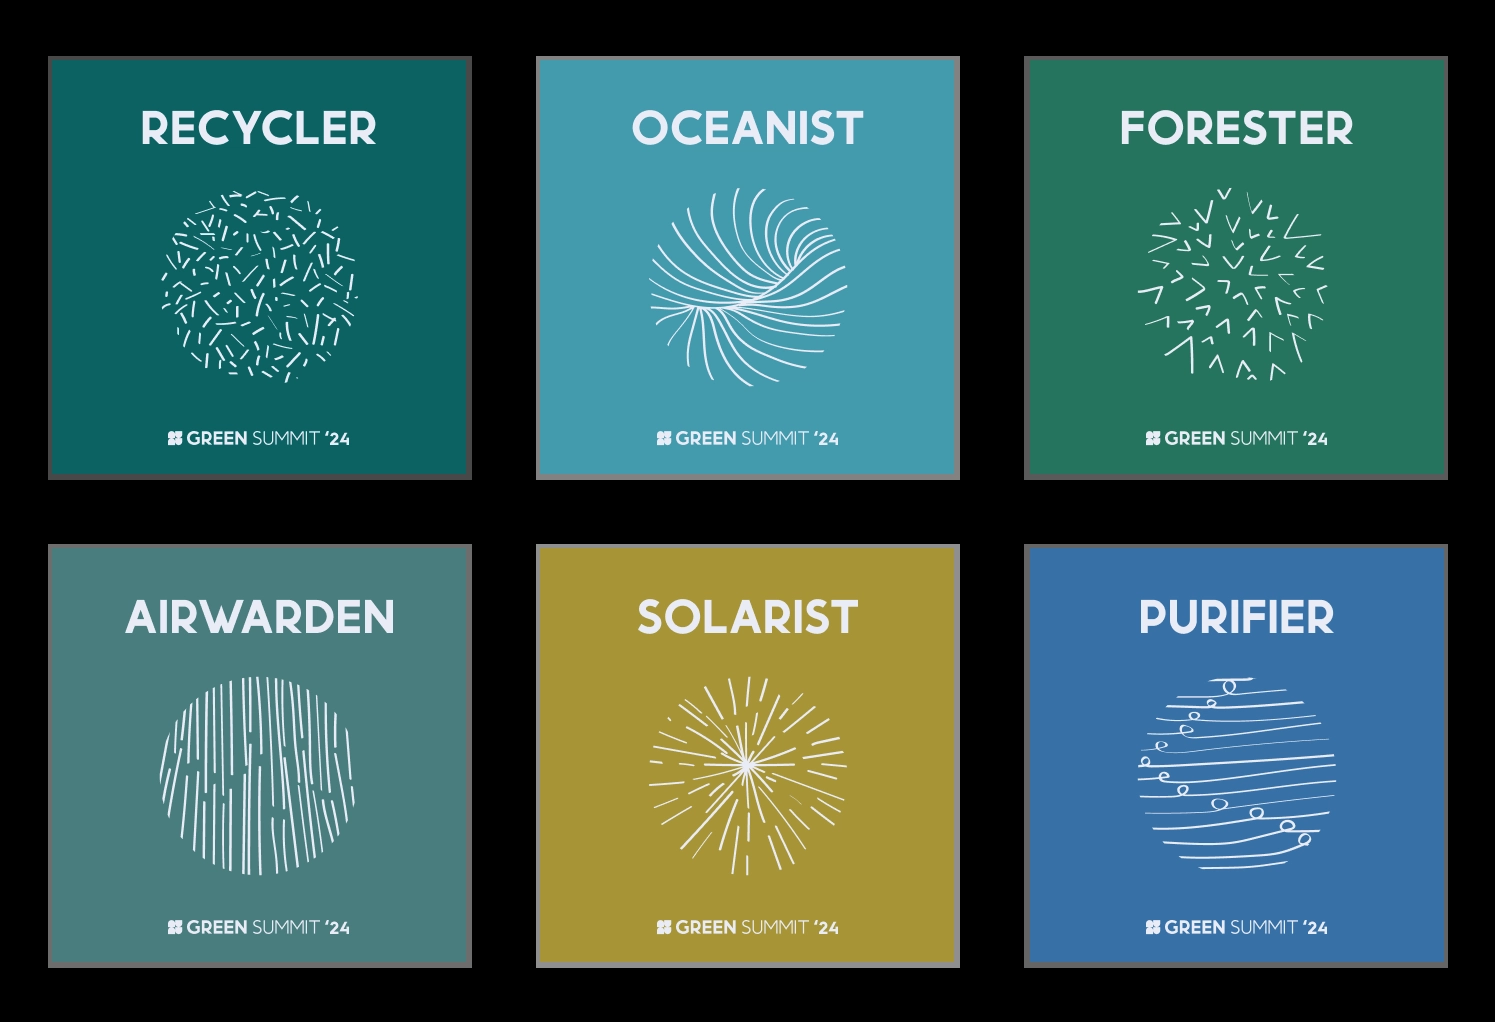 RECYCLER
GREEN SUMMIT ‘24
OCEANIST
GREEN SUMMIT ‘24
FORESTER
GREEN SUMMIT ‘24
AIRWARDEN
GREEN SUMMIT ‘24
SOLARIST
GREEN SUMMIT ‘24
PURIFIER
GREEN SUMMIT ‘24